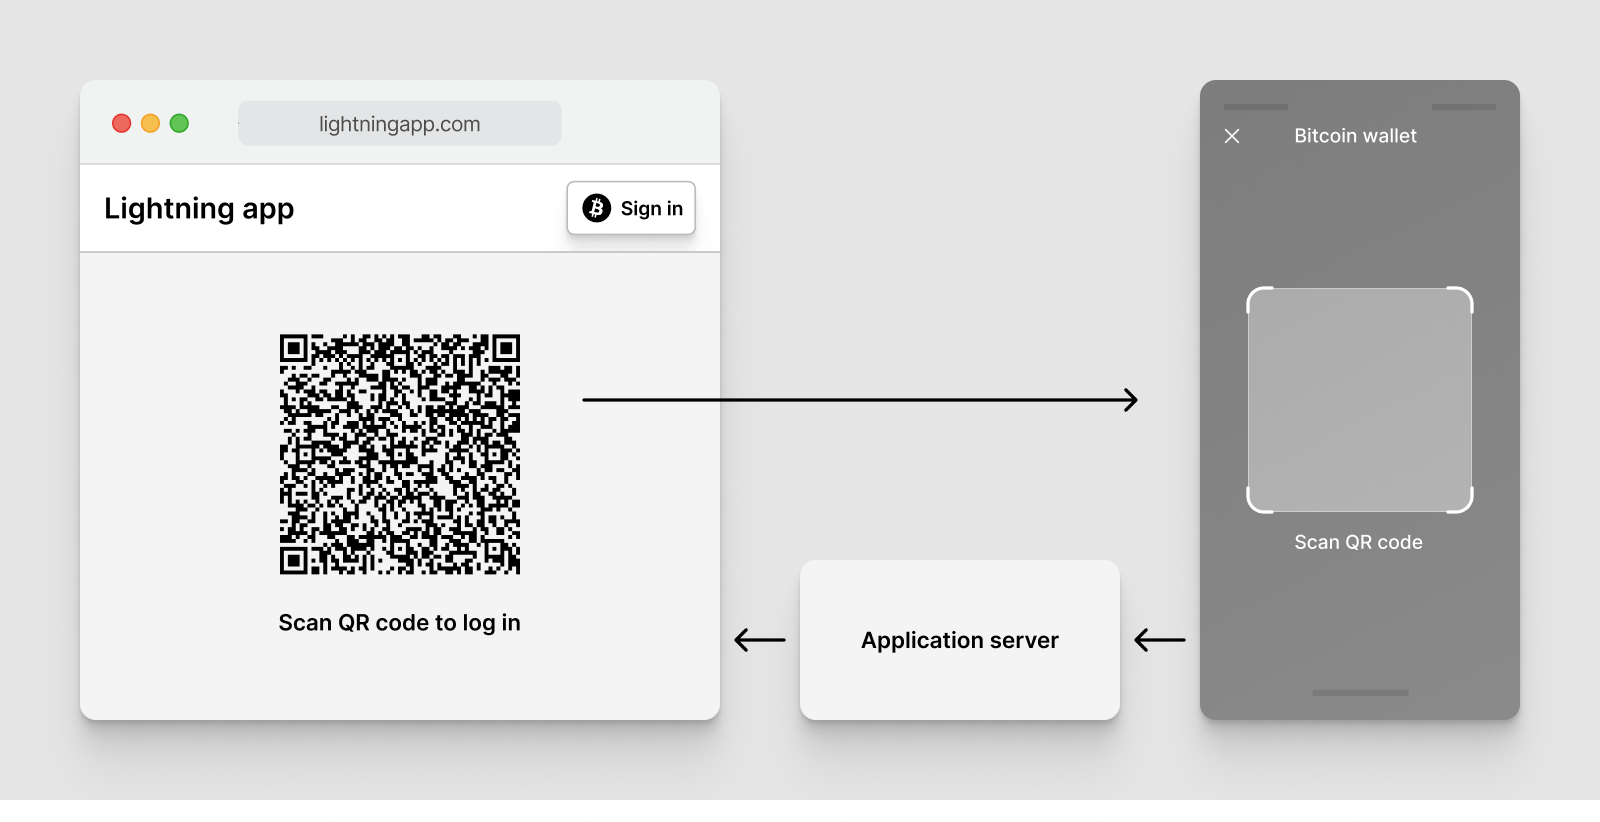 lightningapp.com
Lightning app
Sign in
Scan QR code to log in
Application server
Bitcoin wallet
Scan QR code